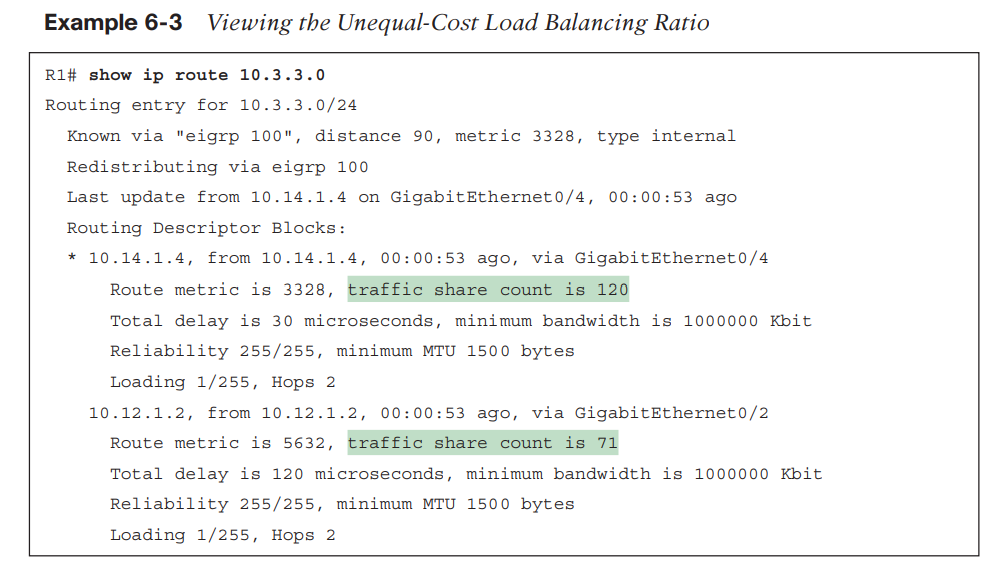 Example 6-3 Viewing the Unequal-Cost Load Balancing Ratio
R1# show ip route 10.3.3.0
Routing entry for 10.3.3.0/24
Known via "eigrp 100", distance 90, metric 3328, type internal
Redistributing via eigrp 100
Last update from 10.14.1.4 on GigabitEthernet0/4, 00:00:53 ago
Routing Descriptor Blocks:
* 10.14.1.4, from 10.14.1.4, 00:00:53 ago, via GigabitEthernet0/4
Route metric is 3328, traffic share count is 120
Total delay is 30 microseconds, minimum bandwidth is 1000000 Kbit
Reliability 255/255, minimum MTU 1500 bytes
Loading 1/255, Hops 2
10.12.1.2, from 10.12.1.2, 00:00:53 ago, via GigabitEthernet0/2
Route metric is 5632, traffic share count is 71
Total delay is 120 microseconds, minimum bandwidth is 1000000 Kbit
Reliability 255/255, minimum MTU 1500 bytes
Loading 1/255, Hops 2